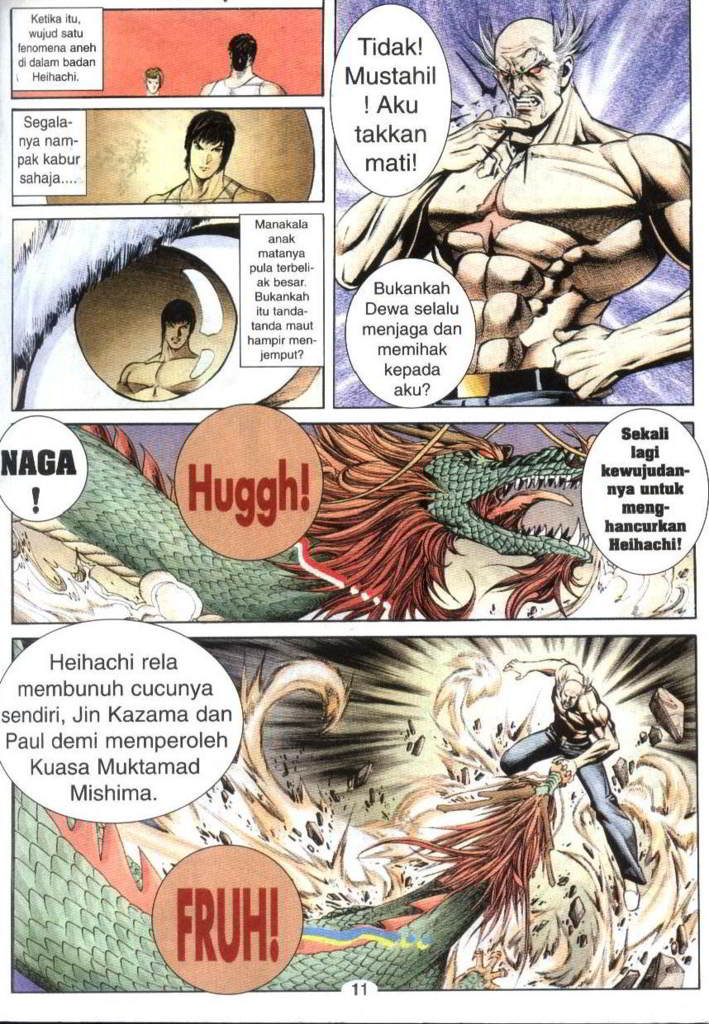 Ketika itu,
wujud satu
fenomena aneh
di dalam badan
Heihachi.
Segala-
nya nam-
pak kabur
sahaja....
Manakala
anak
matanya
pula terbeli-
ak besar.
Bukankah
itu tanda-
tanda maut
hampir men-
jemput?
Tidak!
Mustahil
! Aku
takkan
mati!
Bukankah
Dewa selalu
menjaga dan
memihak
kepada
aku?
NAGA
!
Huggh!
Sekali
lagi
kewujudan-
nya untuk
meng-
hancurkan
Heihachi!
Heihachi rela
membunuh cucunya
sendiri, Jin Kazama dan
Paul demi memperoleh
Kuasa Muktamad
Mishima.
FRUH!
11